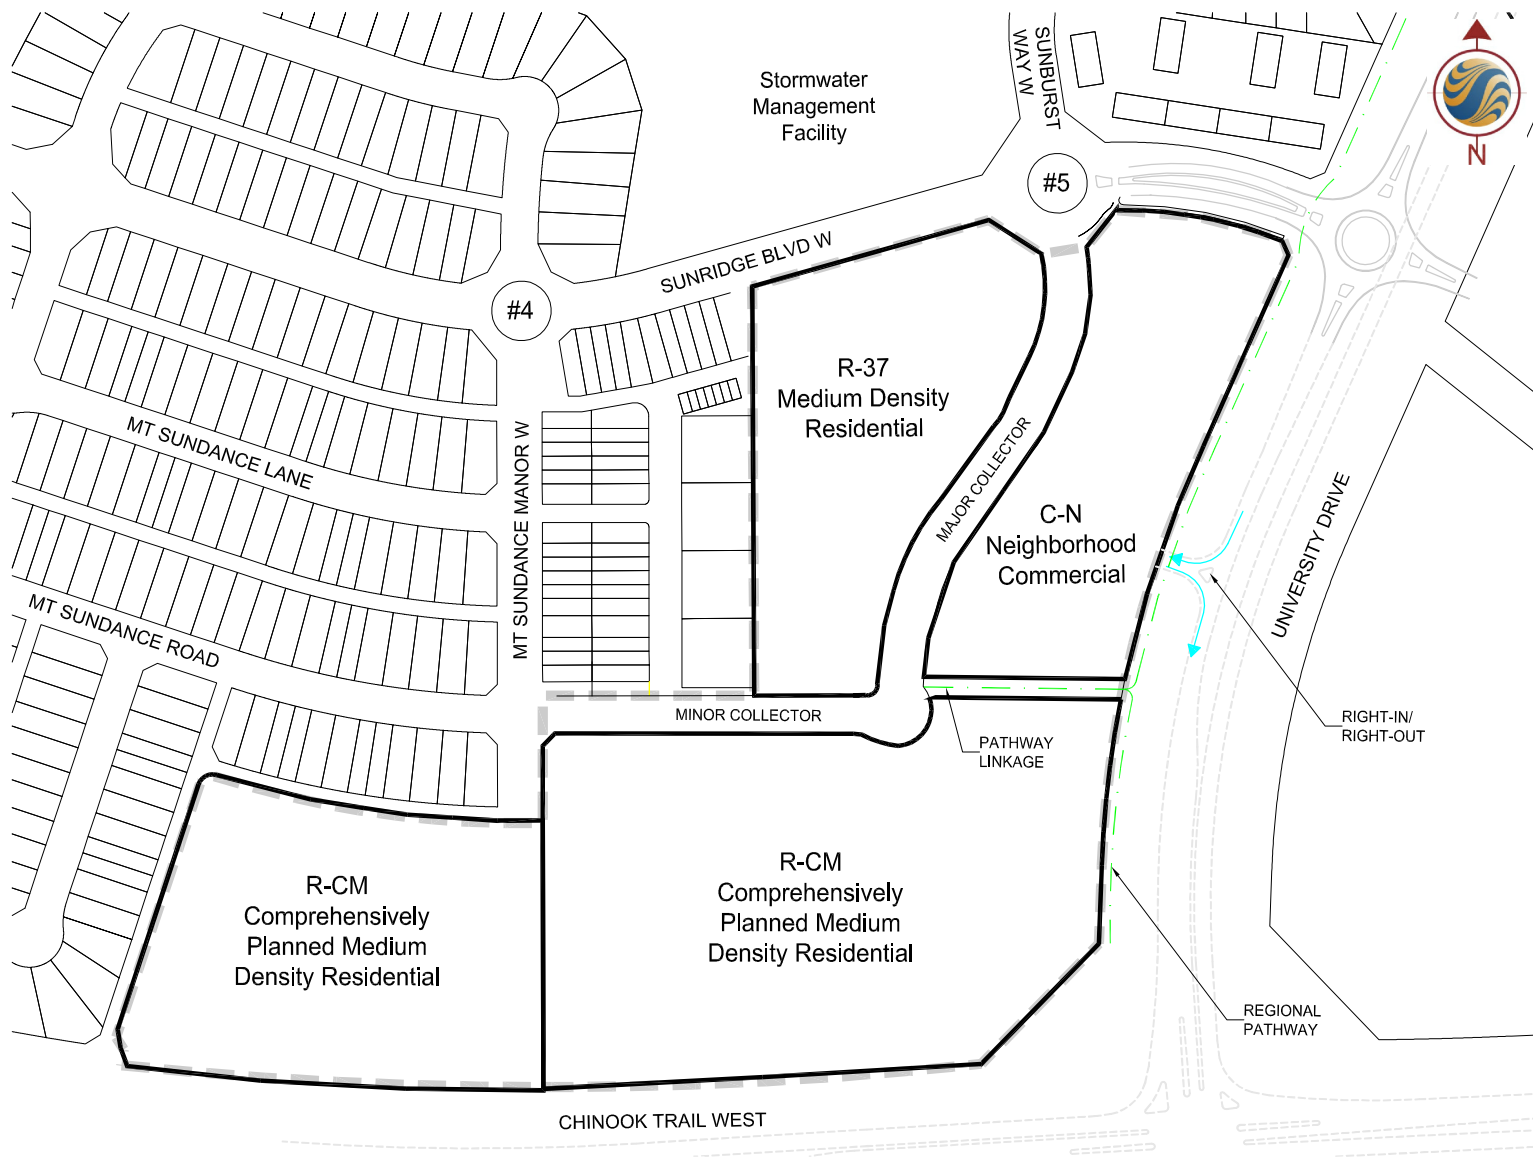 Stormwater
Management
Facility
SUNBURST
WAY W
N
#5
SUNRIDGE BLVD W
#4
R-37
Medium Density
Residential
MT SUNDANCE LANE
MT SUNDANCE MANOR W
MAJOR COLLECTOR
C-N
Neighborhood
Commercial
UNIVERSITY DRIVE
MT SUNDANCE ROAD
MINOR COLLECTOR
PATHWAY
LINKAGE
RIGHT-IN/
RIGHT-OUT
R-CM
Comprehensively
Planned Medium
Density Residential
R-CM
Comprehensively
Planned Medium
Density Residential
REGIONAL
PATHWAY
CHINOOK TRAIL WEST